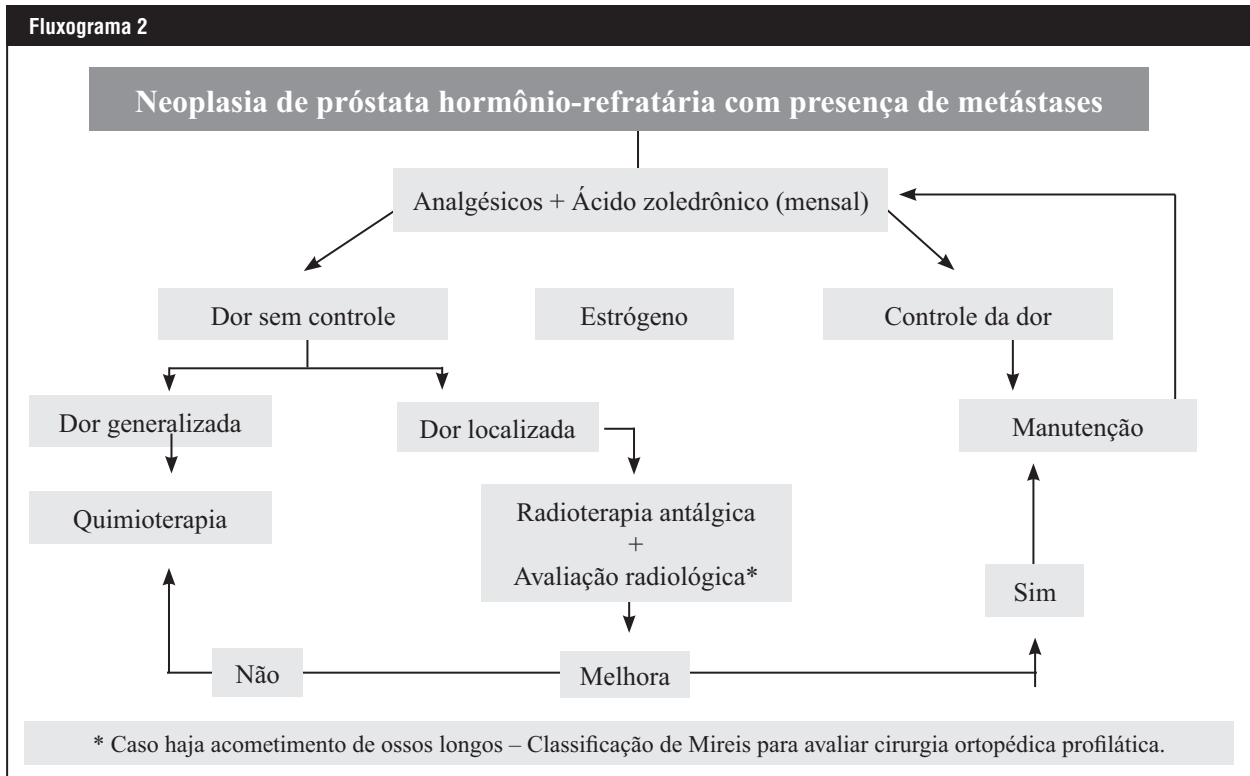 Fluxograma 2
Neoplasia de próstata hormônio-refratária com presença de metástases
Analgésicos + Ácido zoledrônico (mensal)
Dor sem controle
Estrógeno
Controle da dor
Dor generalizada
Dor localizada
Manutenção
Quimioterapia
Radioterapia antálgica
+
Avaliação radiológica*
Sim
Não
Melhora
* Caso haja acometimento de ossos longos – Classificação de Mireis para avaliar cirurgia ortopédica profilática.